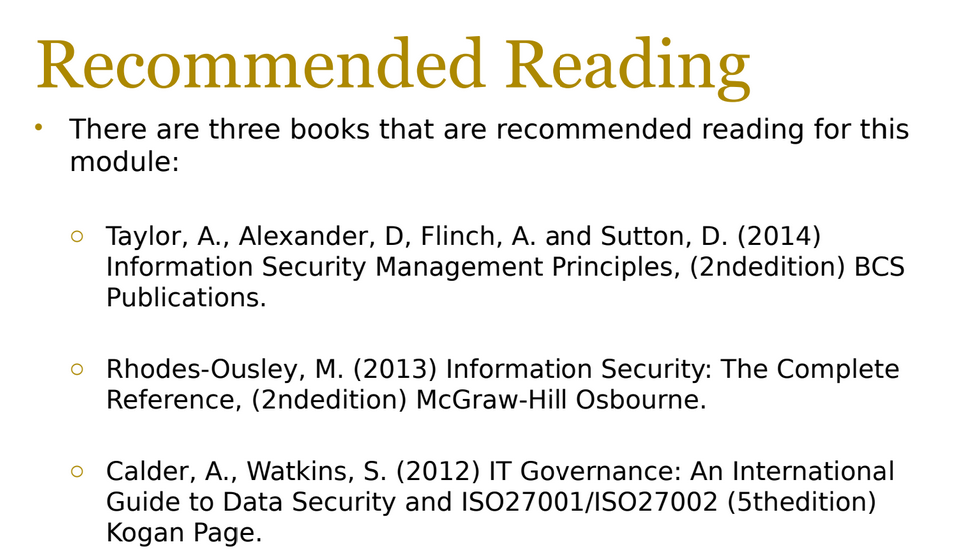 Recommended Reading
• There are three books that are recommended reading for this
module:
○ Taylor, A., Alexander, D, Flinch, A. and Sutton, D. (2014)
Information Security Management Principles, (2ndedition) BCS
Publications.
○ Rhodes-Ousley, M. (2013) Information Security: The Complete
Reference, (2ndedition) McGraw-Hill Osbourne.
○ Calder, A., Watkins, S. (2012) IT Governance: An International
Guide to Data Security and ISO27001/ISO27002 (5thedition)
Kogan Page.